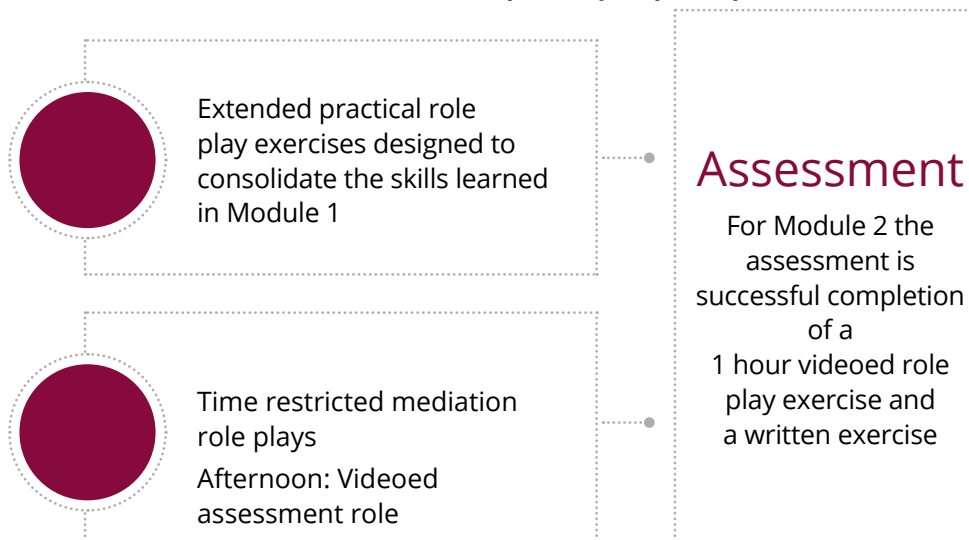 Extended practical role
play exercises designed to
consolidate the skills learned
in Module 1
Time restricted mediation
role plays
Afternoon: Videoed
assessment role
Assessment
For Module 2 the
assessment is
successful completion
of a
1 hour videoed role
play exercise and
a written exercise